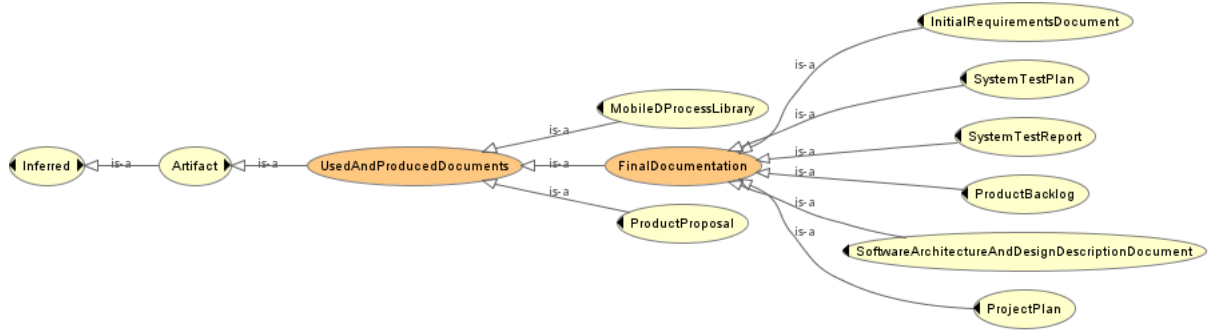 InitialRequirementsDocument
is-a
SystemTestPlan
MobileDProcessLibrary
is-a
is-a
SystemTestReport
is-a
Inferred
is-a
Artifact
is-a
UsedAndProducedDocuments
is-a
FinalDocumentation
is-a
ProductBacklog
is-a
is-a
ProductProposal
is-a
SoftwareArchitectureAndDesignDescriptionDocument
ProjectPlan